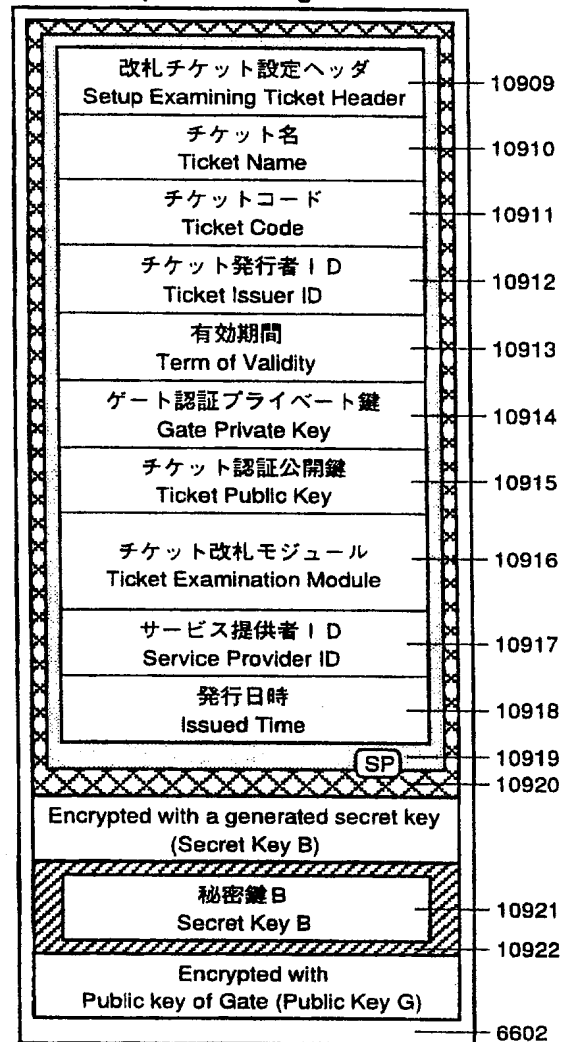 改札チケット設定ヘッダ
Setup Examining Ticket Header
10909
チケット名
Ticket Name
10910
チケットコード
Ticket Code
10911
チケット発行者ID
Ticket Issuer ID
10912
有効期間
Term of Validity
10913
ゲート認証プライベート鍵
Gate Private Key
10914
チケット認証公開鍵
Ticket Public Key
10915
チケット改札モジュール
Ticket Examination Module
10916
サービス提供者ID
Service Provider ID
10917
発行日時
Issued Time
10918
SP
10919
10920
Encrypted with a generated secret key
(Secret Key B)
秘密鍵B
Secret Key B
10921
10922
Encrypted with
Public key of Gate (Public Key G)
6602